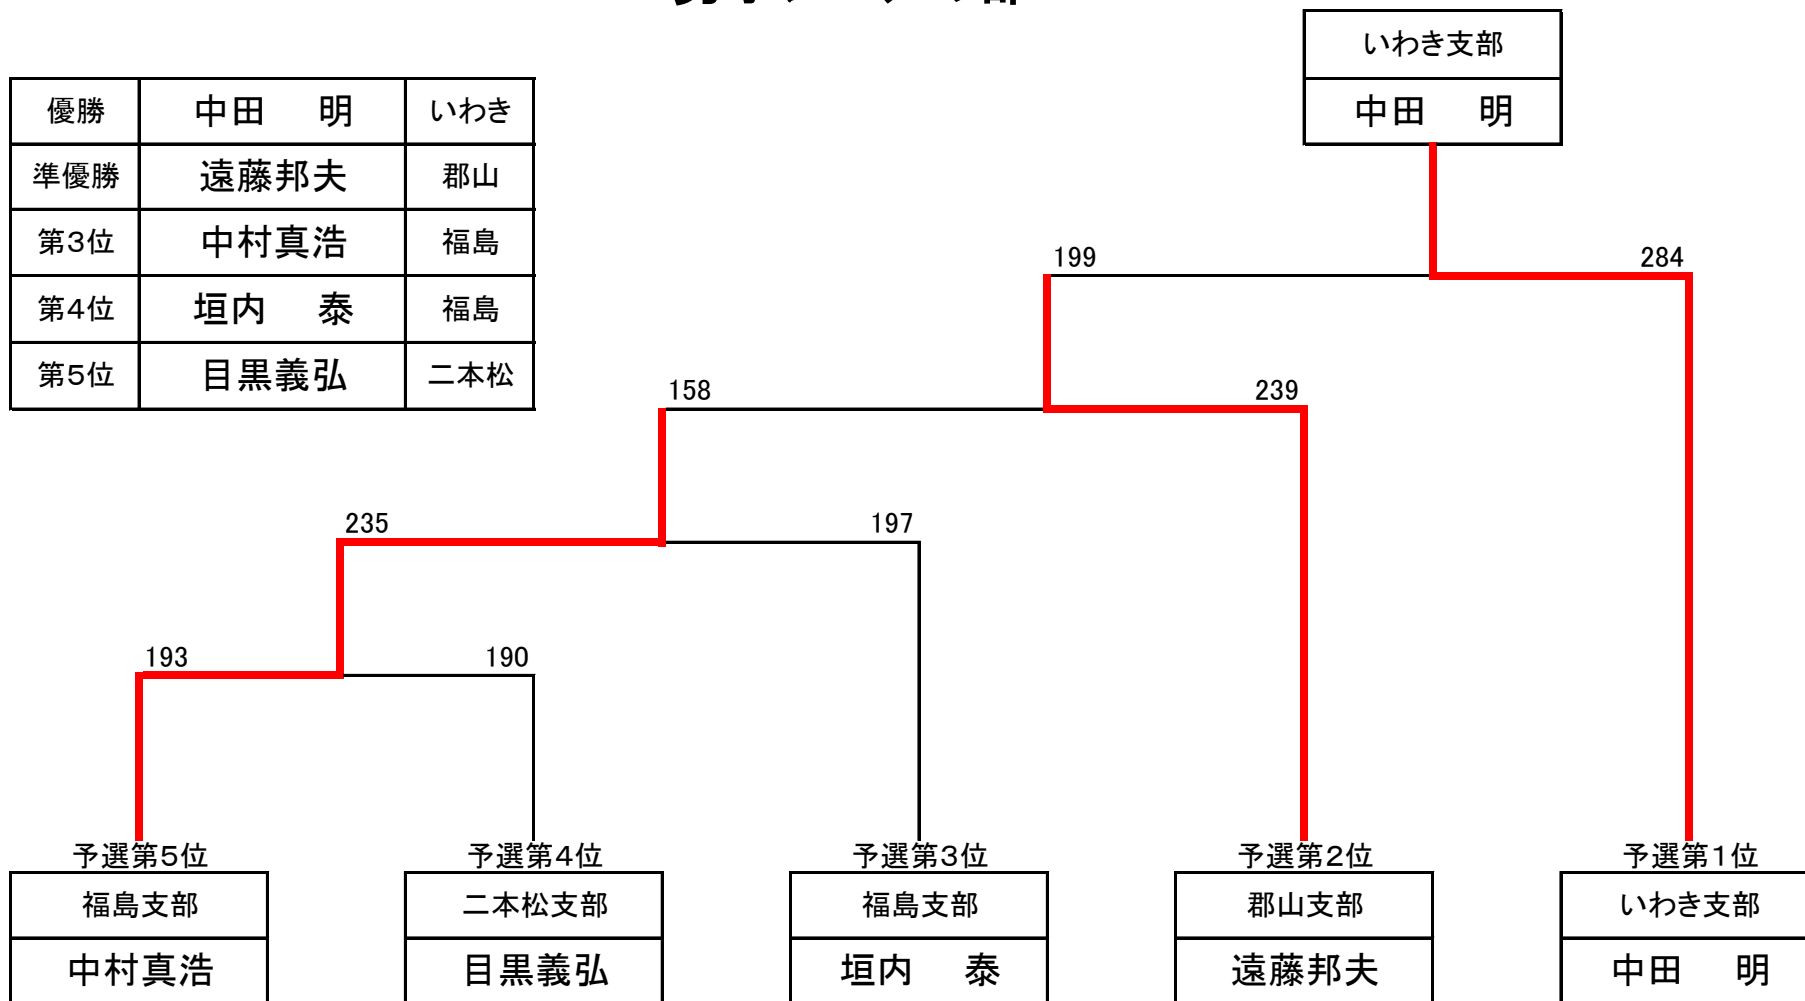 いわき支部
中田　明
優勝 中田　明 いわき
準優勝 遠藤邦夫 郡山
第3位 中村真浩 福島
第4位 垣内　泰 福島
第5位 目黒義弘 二本松
199 284
158 239
235 197
193 190
予選第5位 予選第4位 予選第3位 予選第2位 予選第1位
福島支部 二本松支部 福島支部 郡山支部 いわき支部
中村真浩 目黒義弘 垣内　泰 遠藤邦夫 中田　明